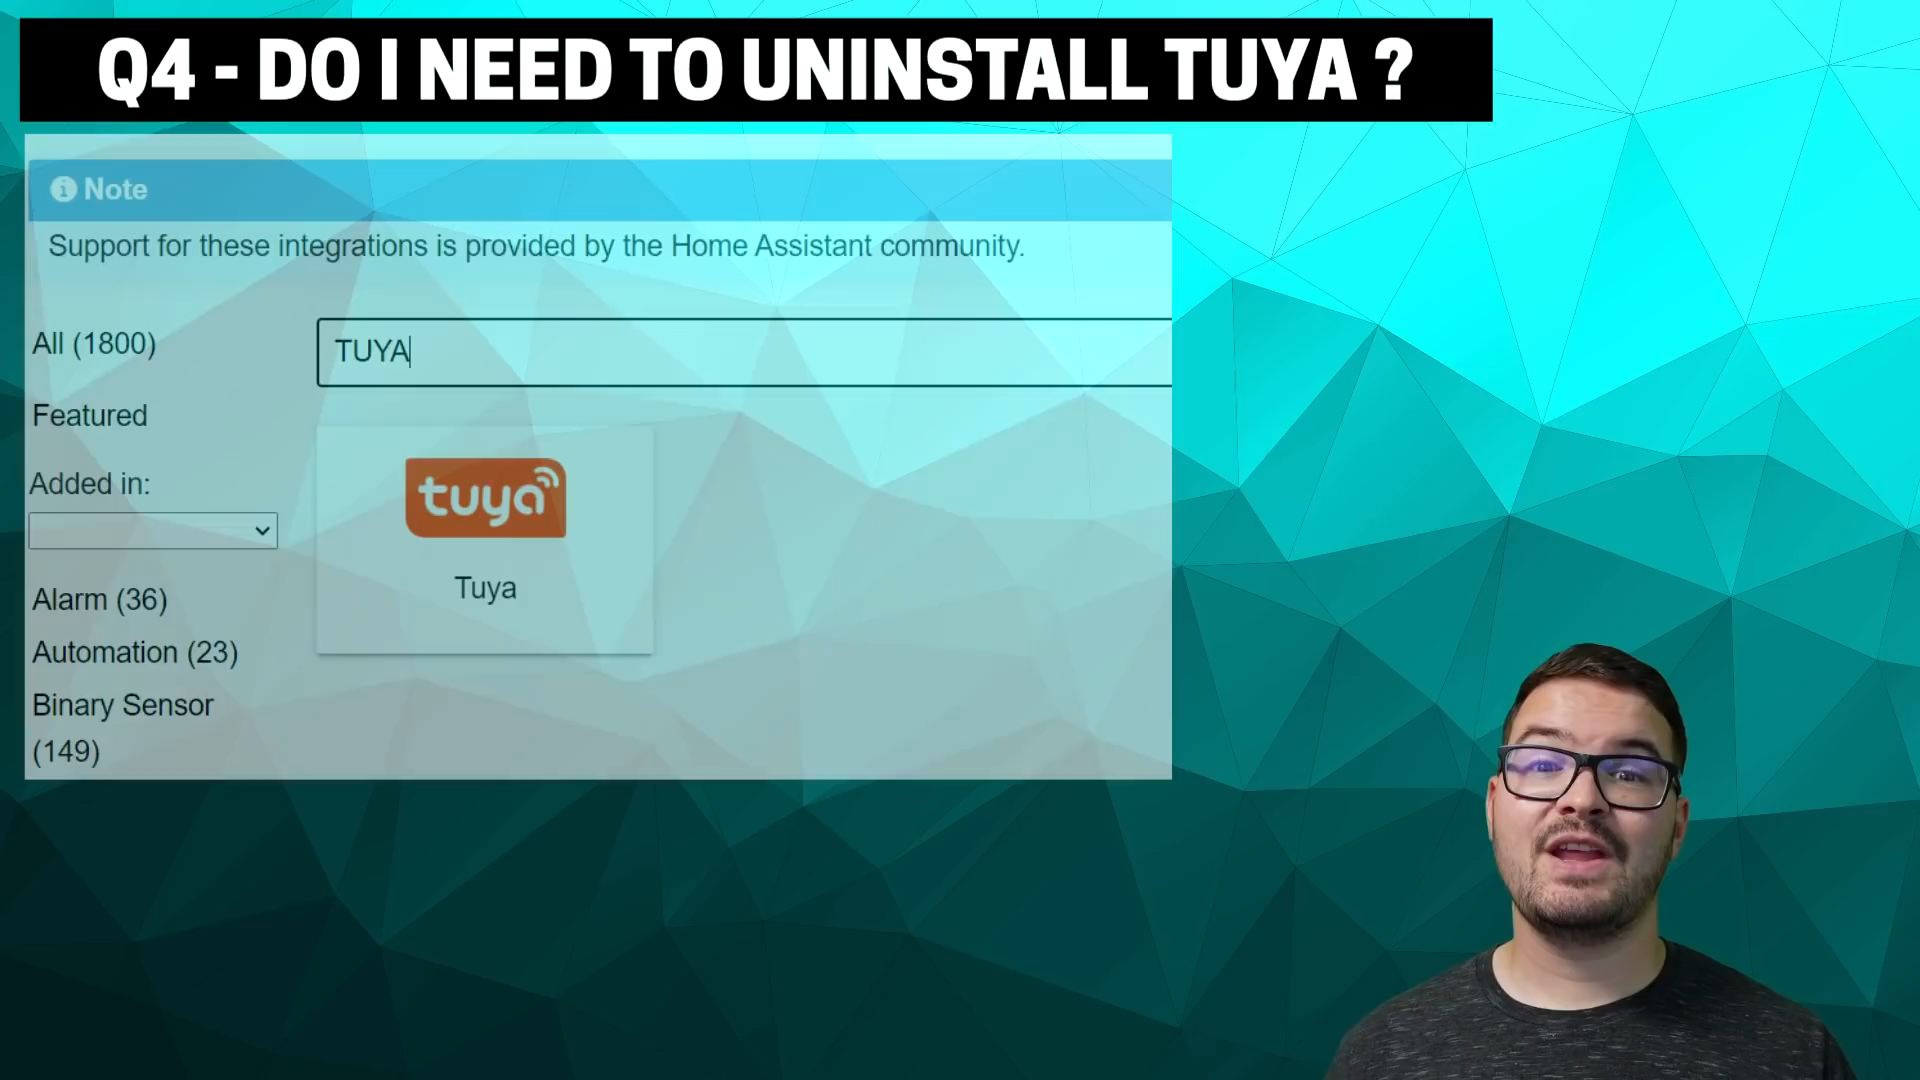 Q4 - DO I NEED TO UNINSTALL TUYA ?
Note
Support for these integrations is provided by the Home Assistant community.
All (1800)
TUYA
Featured
Added in:
tuya
Tuya
Alarm (36)
Automation (23)
Binary Sensor
(149)